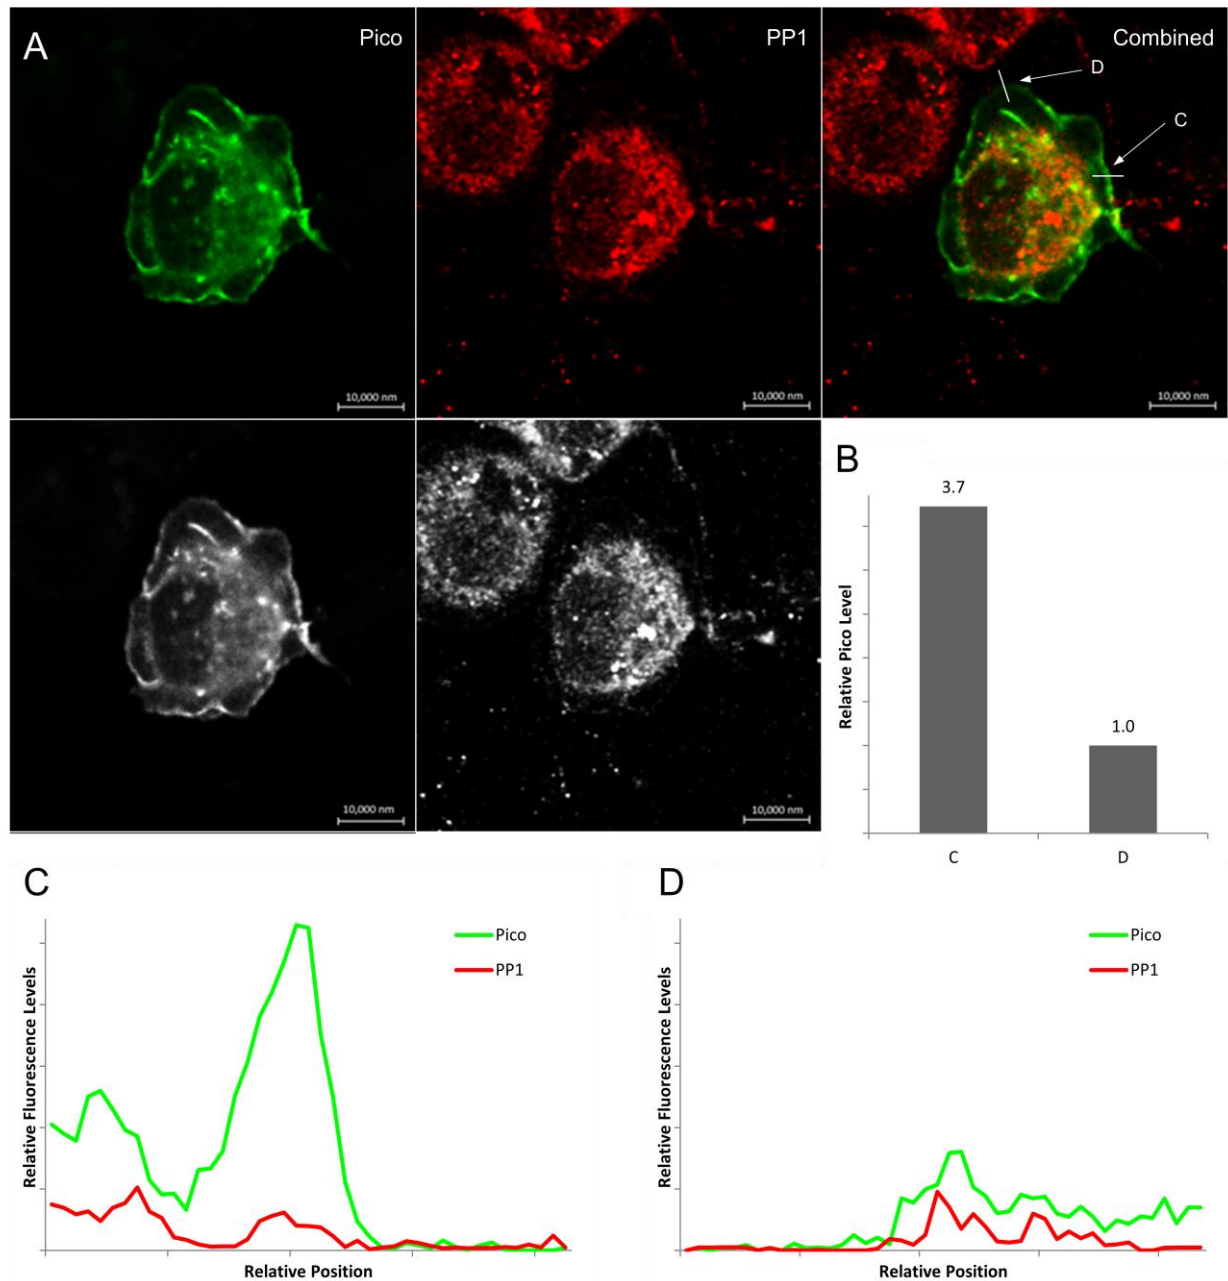 A
Pico
PP1
Combined
D
C
10,000 nm
10,000 nm
10,000 nm
10,000 nm
10,000 nm
B
3.7
1.0
Relative Pico Level
C
D
C
Pico
PP1
Relative Fluorescence Levels
Relative Position
D
Pico
PP1
Relative Fluorescence Levels
Relative Position